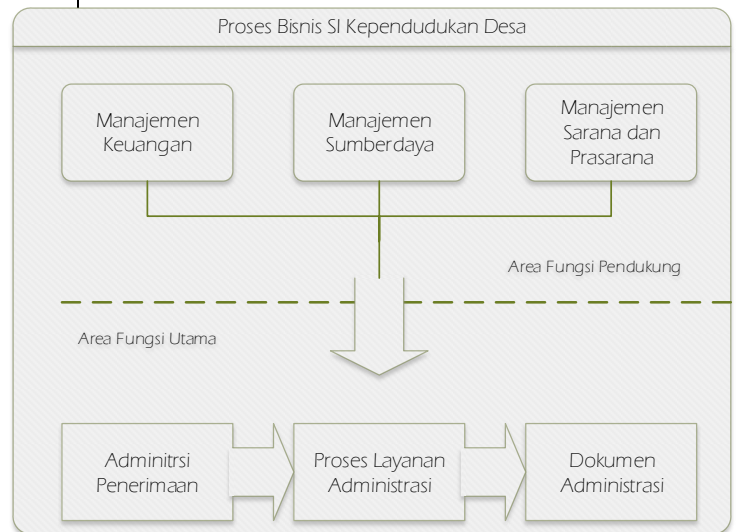 Proses Bisnis SI Kependudukan Desa
Manajemen
Keuangan
Manajemen
Sumberdaya
Manajemen
Sarana dan
Prasarana
Area Fungsi Pendukung
Area Fungsi Utama
Adminitrsi
Penerimaan
Proses Layanan
Administrasi
Dokumen
Administrasi